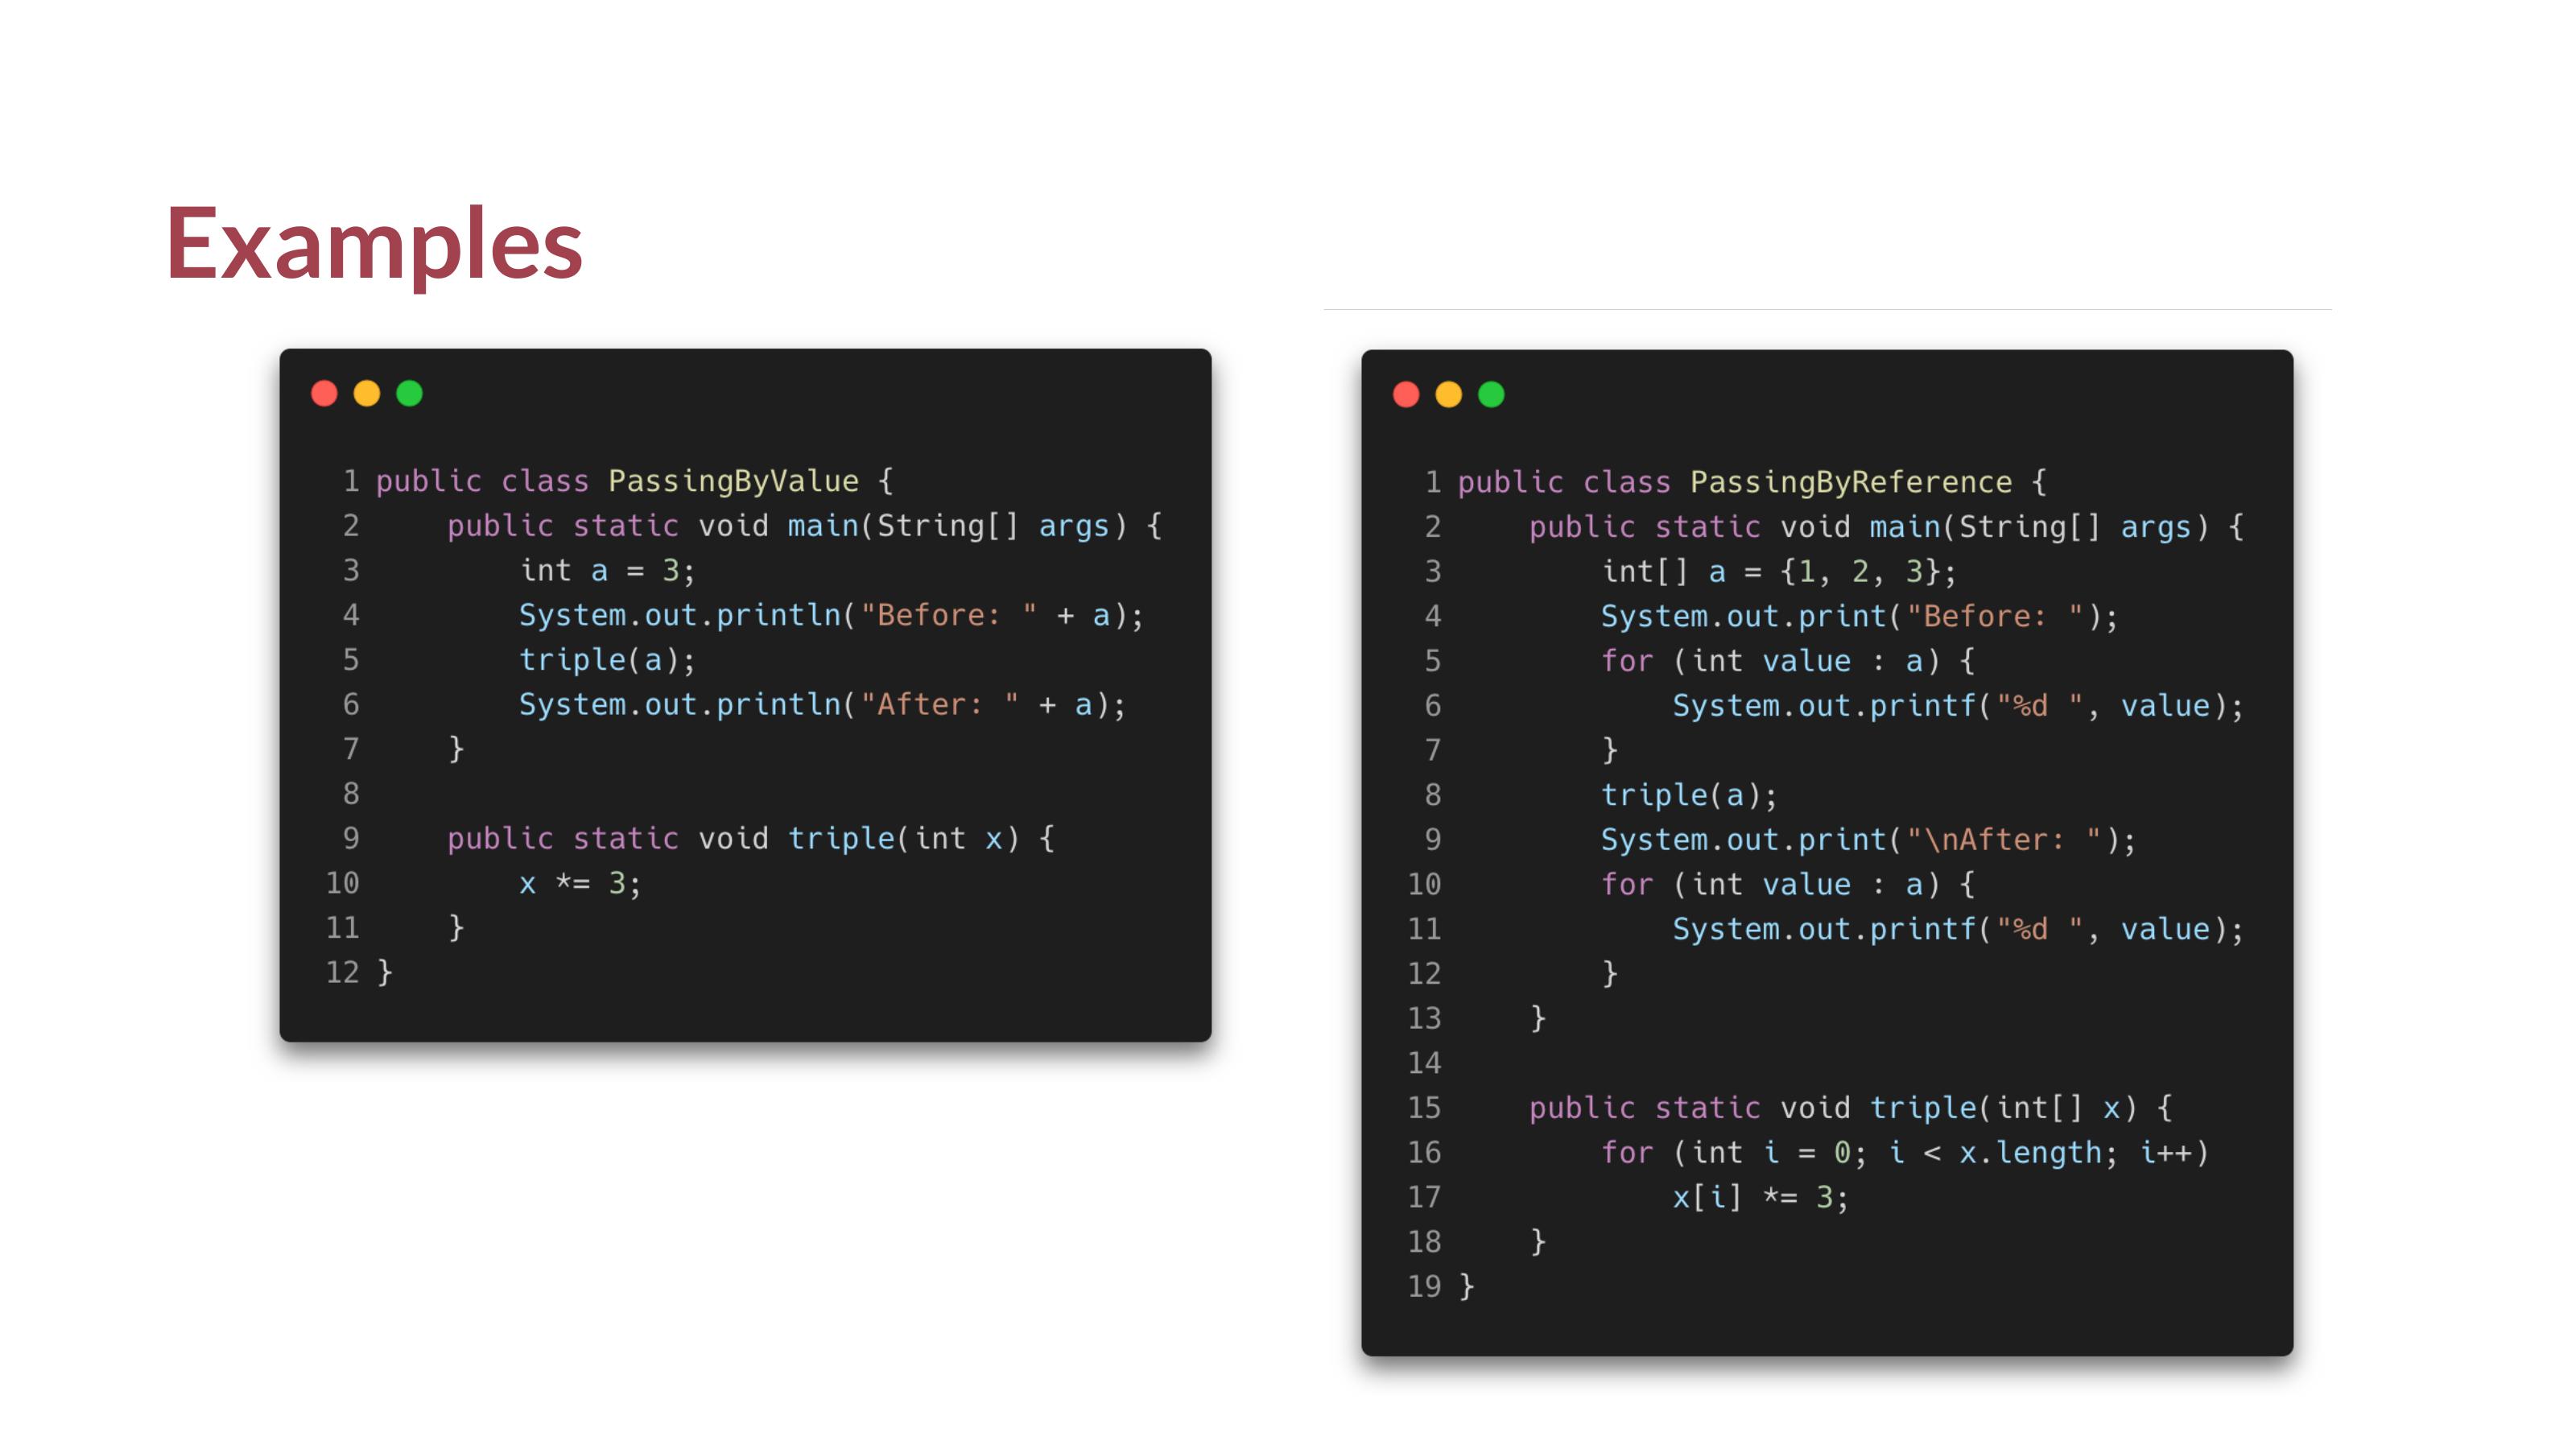 Examples
1 public class PassingByValue {
2     public static void main(String[] args) {
3         int a = 3;
4         System.out.println("Before: " + a);
5         triple(a);
6         System.out.println("After: " + a);
7     }
8
9     public static void triple(int x) {
10         x *= 3;
11     }
12 }
1 public class PassingByReference {
2     public static void main(String[] args) {
3         int[] a = {1, 2, 3};
4         System.out.print("Before: ");
5         for (int value : a) {
6             System.out.printf("%d ", value);
7         }
8         triple(a);
9         System.out.print("\nAfter: ");
10         for (int value : a) {
11             System.out.printf("%d ", value);
12         }
13     }
14
15     public static void triple(int[] x) {
16         for (int i = 0; i < x.length; i++)
17             x[i] *= 3;
18     }
19 }